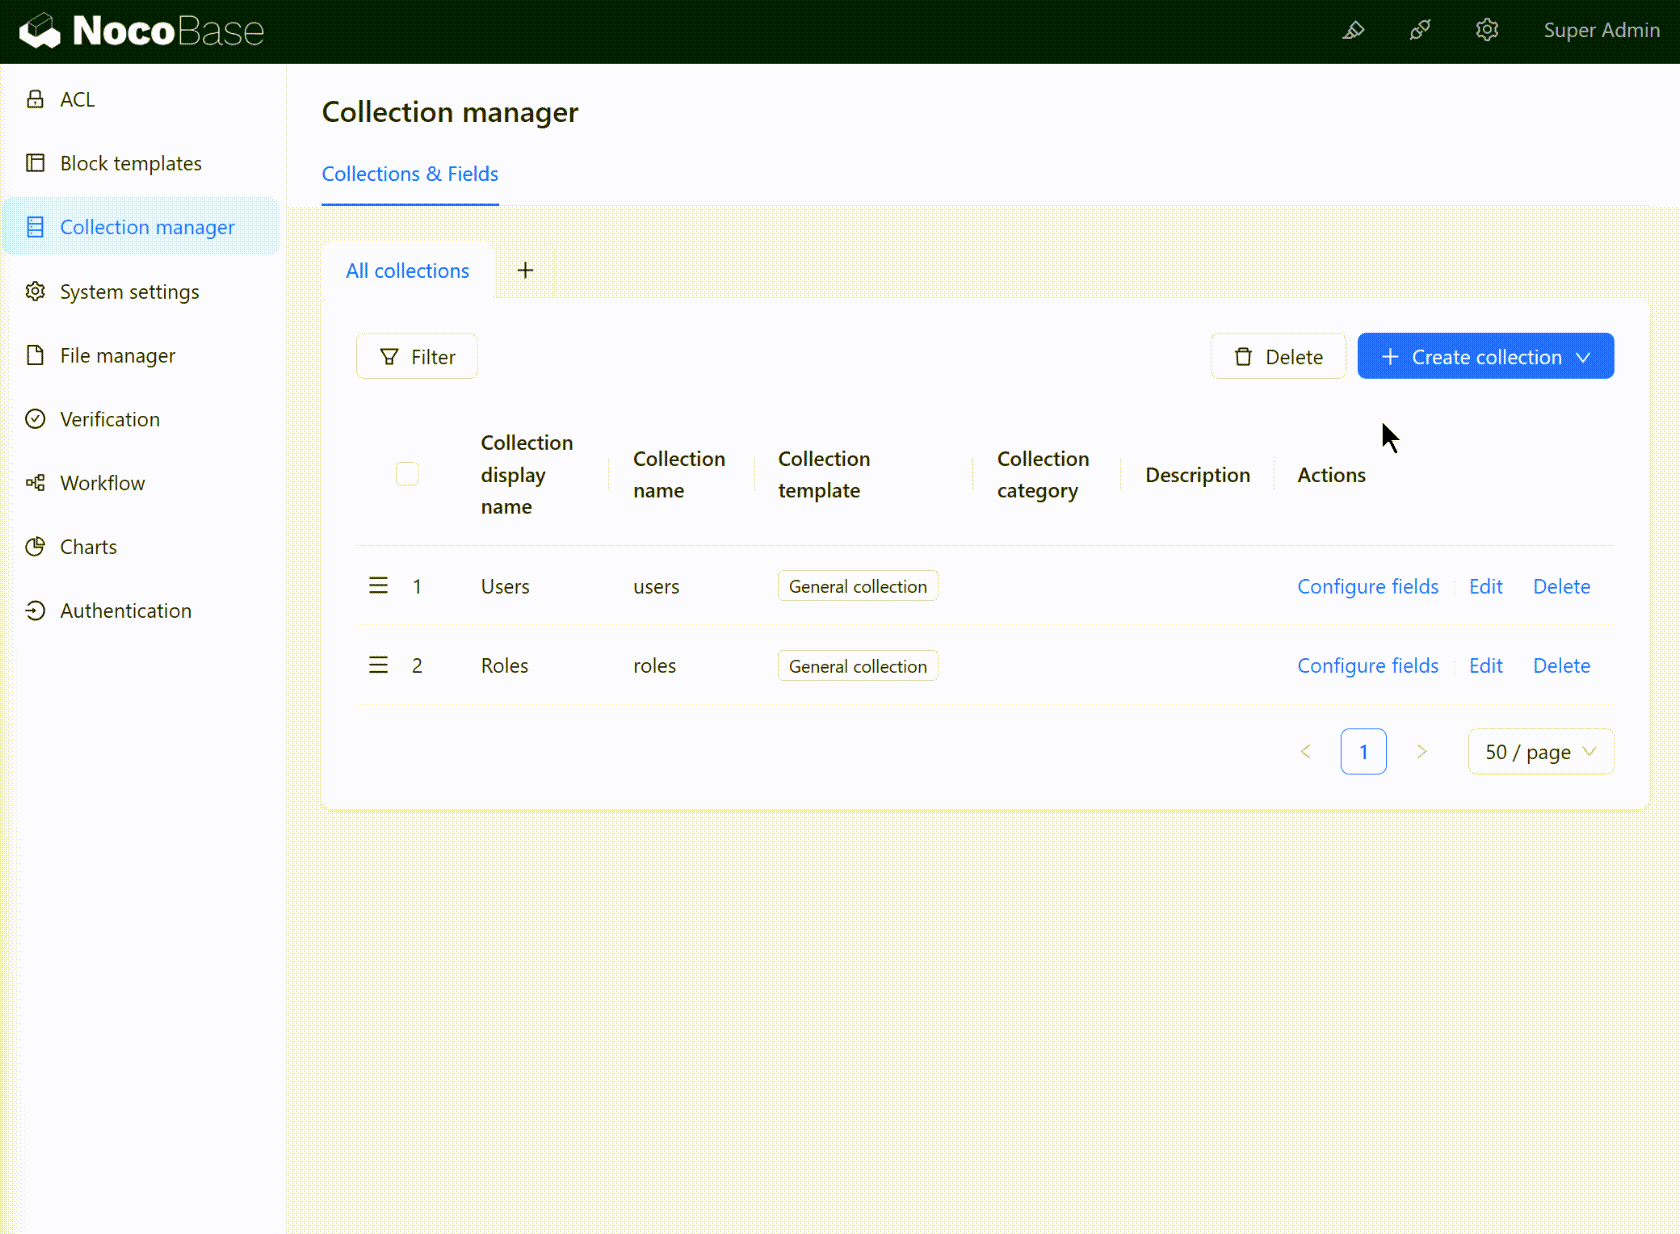 NocoBase
Super Admin
ACL
Block templates
Collection manager
System settings
File manager
Verification
Workflow
Charts
Authentication
Collection manager
Collections & Fields
All collections
Filter
Delete
Create collection
Collection display name
Collection name
Collection template
Collection category
Description
Actions
1 Users users General collection Configure fields Edit Delete
2 Roles roles General collection Configure fields Edit Delete
1
50 / page